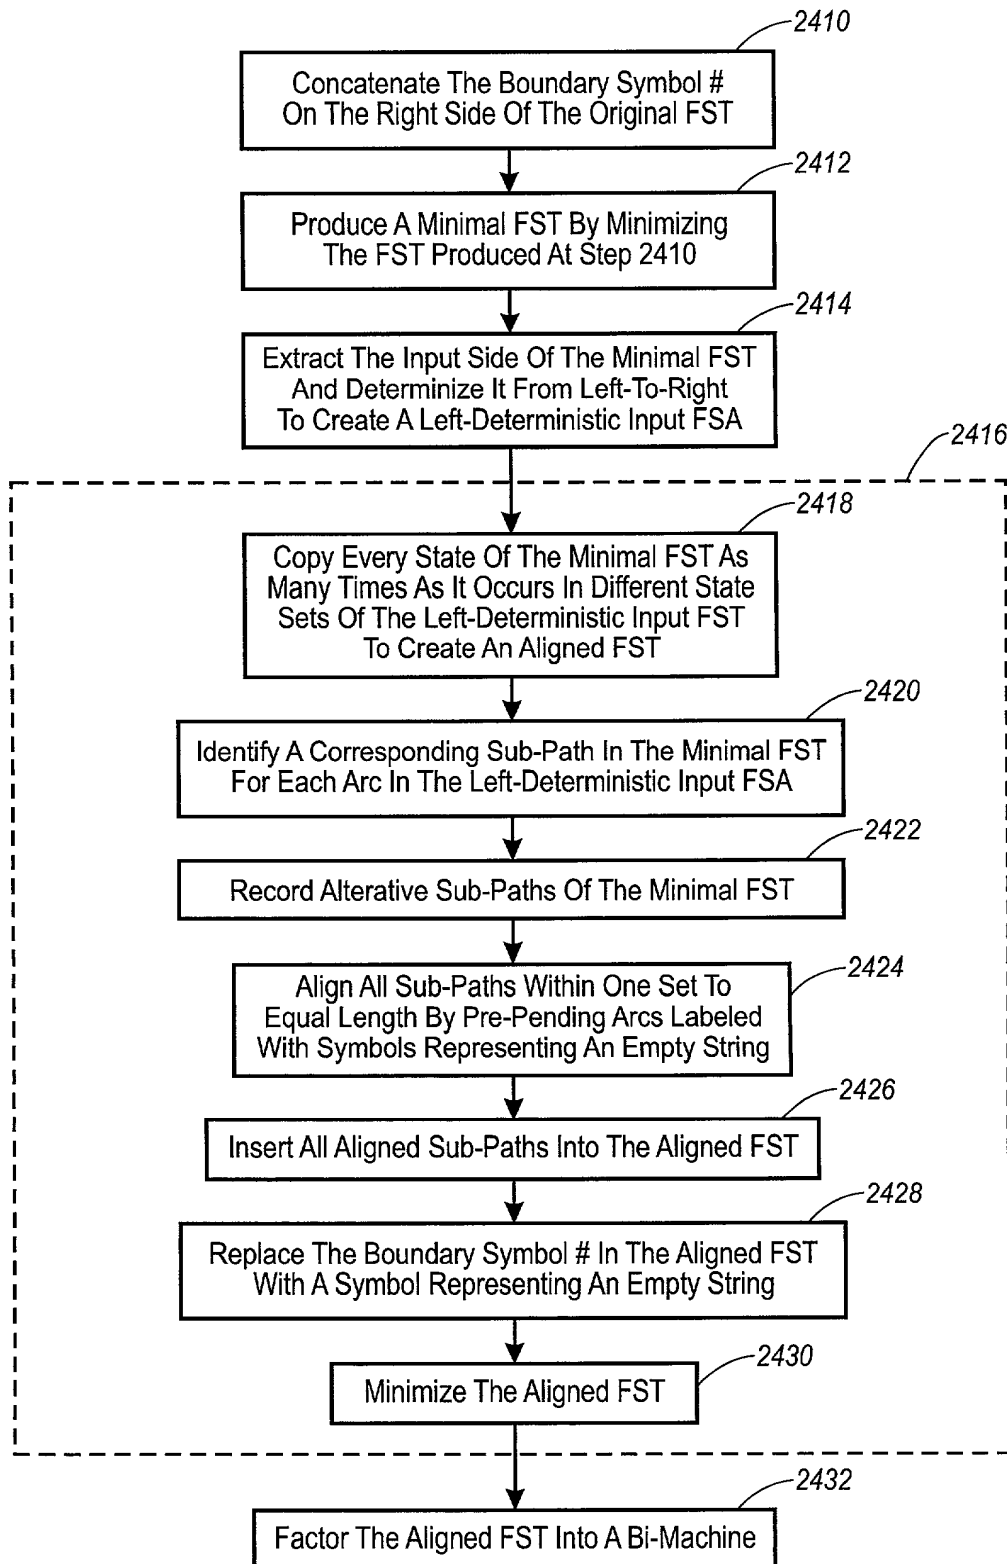 2410
Concatenate The Boundary Symbol #
On The Right Side Of The Original FST
2412
Produce A Minimal FST By Minimizing
The FST Produced At Step 2410
2414
Extract The Input Side Of The Minimal FST
And Determinize It From Left-To-Right
To Create A Left-Deterministic Input FSA
2416
2418
Copy Every State Of The Minimal FST As
Many Times As It Occurs In Different State
Sets Of The Left-Deterministic Input FST
To Create An Aligned FST
2420
Identify A Corresponding Sub-Path In The Minimal FST
For Each Arc In The Left-Deterministic Input FSA
2422
Record Alterative Sub-Paths Of The Minimal FST
2424
Align All Sub-Paths Within One Set To
Equal Length By Pre-Pending Arcs Labeled
With Symbols Representing An Empty String
2426
Insert All Aligned Sub-Paths Into The Aligned FST
2428
Replace The Boundary Symbol # In The Aligned FST
With A Symbol Representing An Empty String
2430
Minimize The Aligned FST
2432
Factor The Aligned FST Into A Bi-Machine